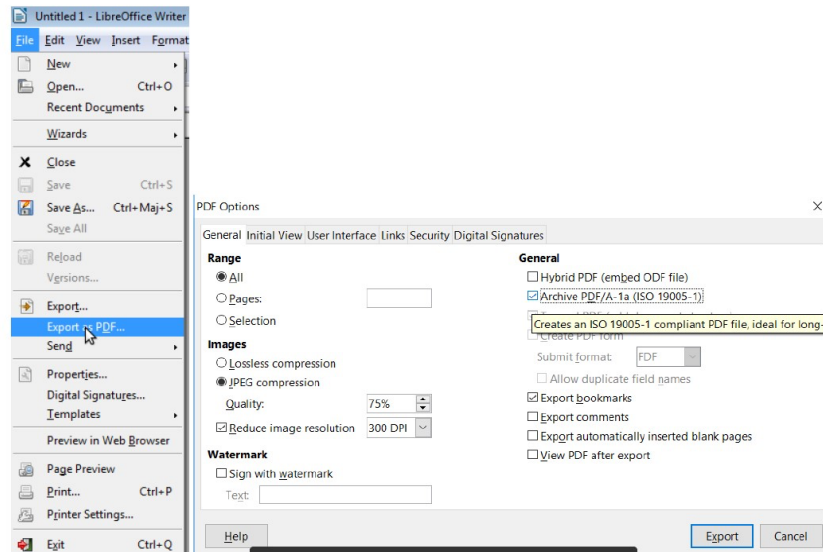 Untitled 1 - LibreOffice Writer
File Edit View Insert Format
New
Open... Ctrl+O
Recent Documents
Wizards
Close
Save Ctrl+S
Save As... Ctrl+Maj+S
Save All
Reload
Versions...
Export...
Export as PDF...
Send
Properties...
Digital Signatures...
Templates
Preview in Web Browser
Page Preview
Print... Ctrl+P
Printer Settings...
Exit Ctrl+Q
PDF Options
General Initial View User Interface Links Security Digital Signatures
Range
All
Pages:
Selection
Images
Lossless compression
JPEG compression
Quality: 75%
Reduce image resolution 300 DPI
Watermark
Sign with watermark
Text:
General
Hybrid PDF (embed ODF file)
Archive PDF/A-1a (ISO 19005-1)
Creates an ISO 19005-1 compliant PDF file, ideal for long-
Create PDF form
Submit format: FDF
Allow duplicate field names
Export bookmarks
Export comments
Export automatically inserted blank pages
View PDF after export
Help Export Cancel